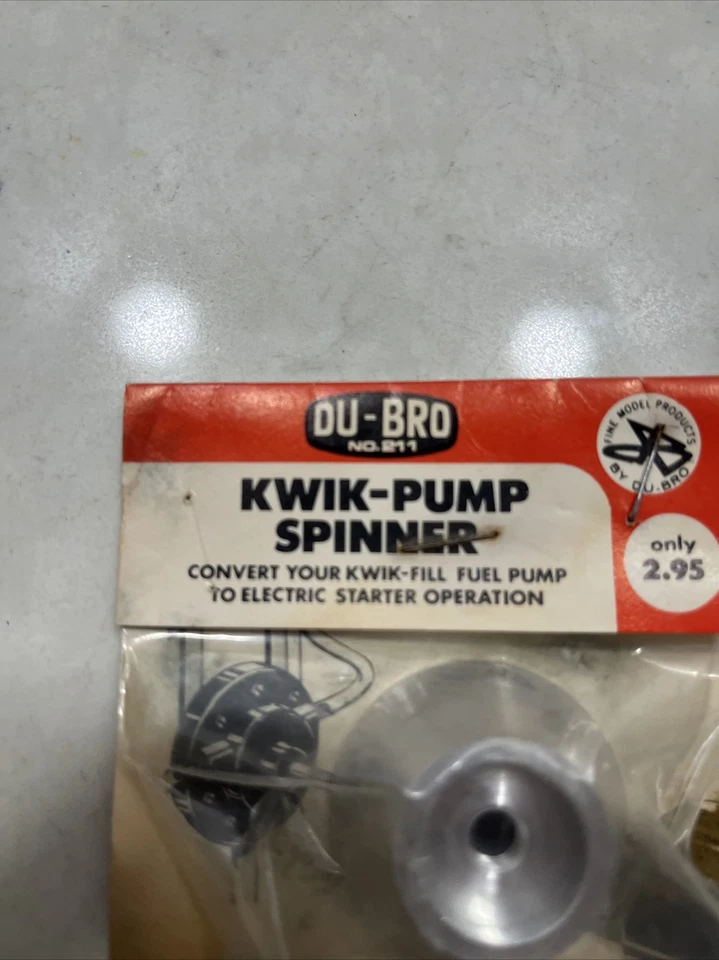 DU-BRO
NO. 211
FINE MODEL PRODUCTS
BY DU-BRO
KWIK-PUMP
SPINNER
CONVERT YOUR KWIK-FILL FUEL PUMP
TO ELECTRIC STARTER OPERATION
only
2.95